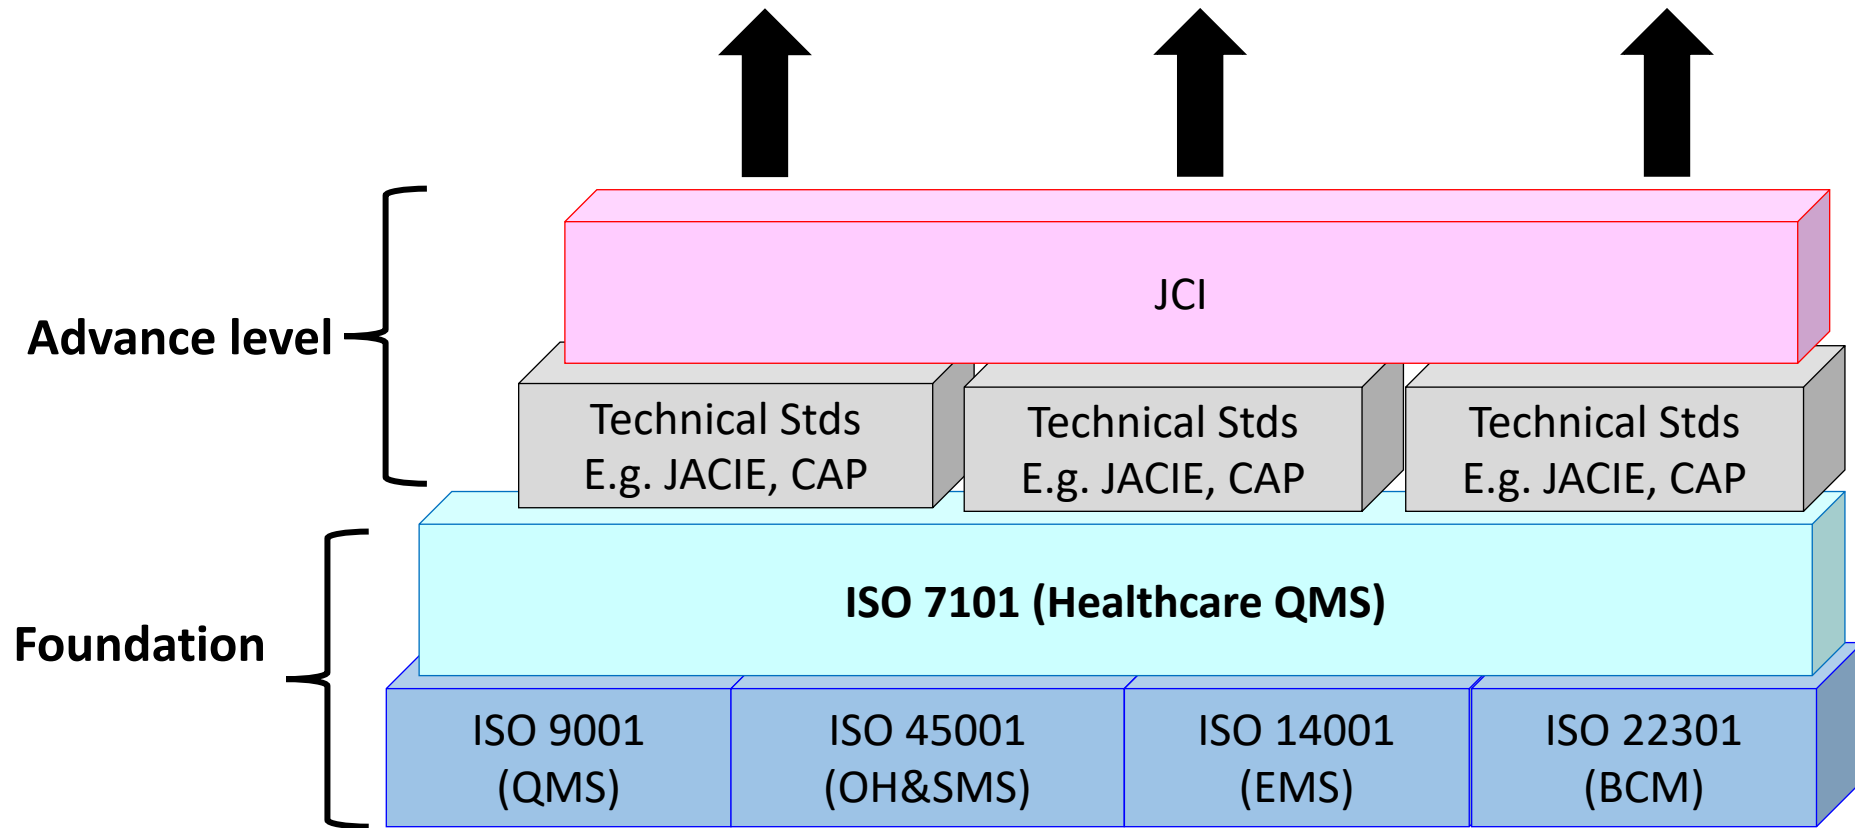 JCI
Advance level
Technical Stds
E.g. JACIE, CAP
Technical Stds
E.g. JACIE, CAP
Technical Stds
E.g. JACIE, CAP
ISO 7101 (Healthcare QMS)
Foundation
ISO 9001
(QMS)
ISO 45001
(OH&SMS)
ISO 14001
(EMS)
ISO 22301
(BCM)